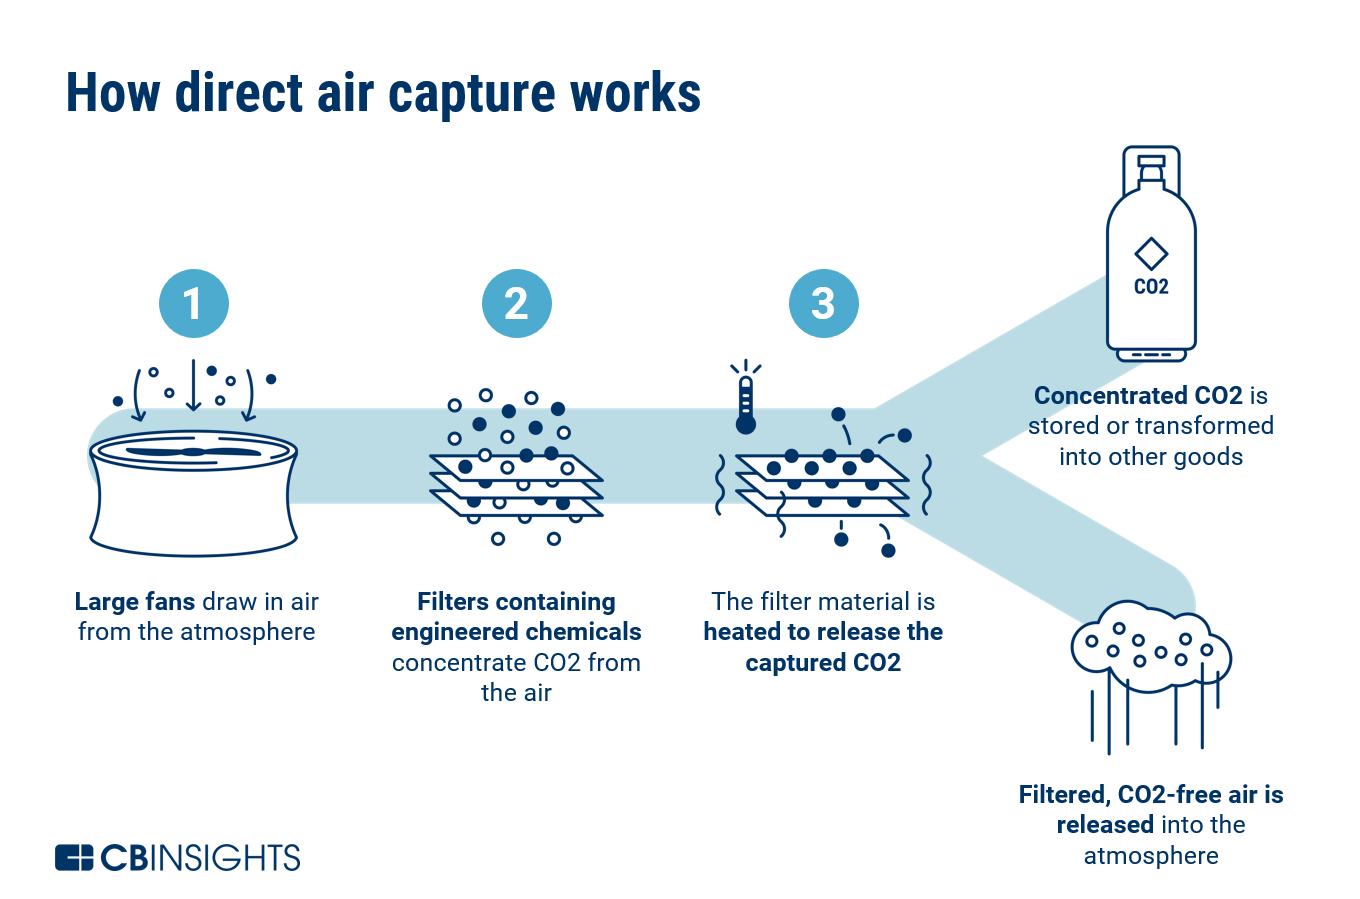 How direct air capture works
1
2
3
CO2
Large fans draw in air
from the atmosphere
Filters containing
engineered chemicals
concentrate CO2 from
the air
The filter material is
heated to release the
captured CO2
Concentrated CO2 is
stored or transformed
into other goods
Filtered, CO2-free air is
released into the
atmosphere
CBINSIGHTS